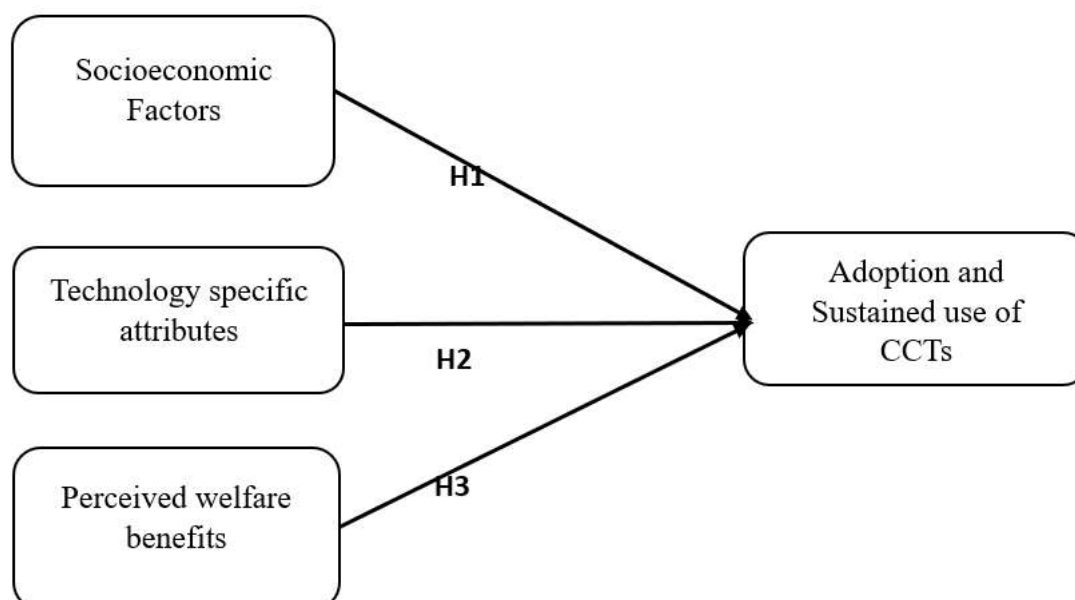 Socioeconomic
Factors
H1
Technology specific
attributes
H2
Adoption and
Sustained use of
CCTs
Perceived welfare
benefits
H3